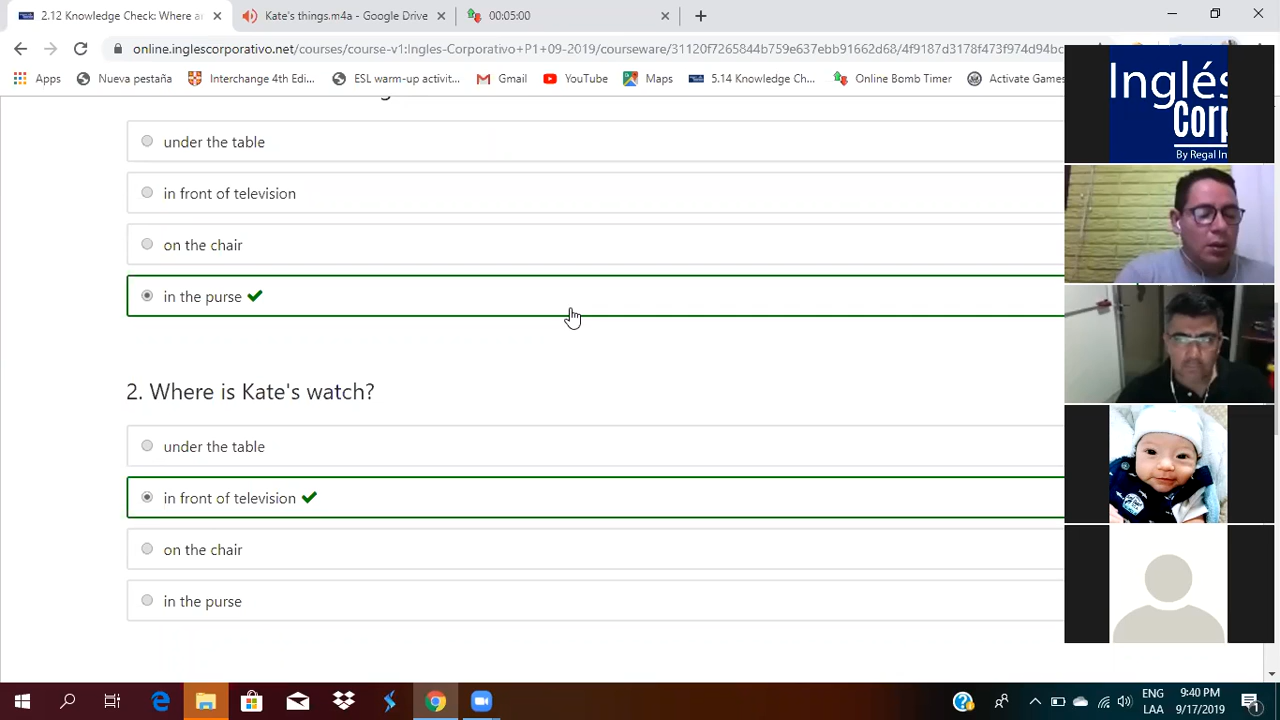 2.12 Knowledge Check: Where ar
Kate's things.m4a - Google Drive
00:05:00
online.inglescorporativo.net/courses/course-v1:Ingles-Corporativo+P1+09-2019/courseware/31120f7265844b759e637ebb91662d68/4f9187d3178f473f974d94bc
Apps
Nueva pestaña
Interchange 4th Edi...
ESL warm-up activit...
Gmail
YouTube
Maps
5.14 Knowledge Ch...
Online Bomb Timer
Activate Games
under the table
in front of television
on the chair
in the purse
2. Where is Kate's watch?
under the table
in front of television
on the chair
in the purse
Inglés
Corp
By Regal In
ENG
LAA
9:40 PM
9/17/2019
1